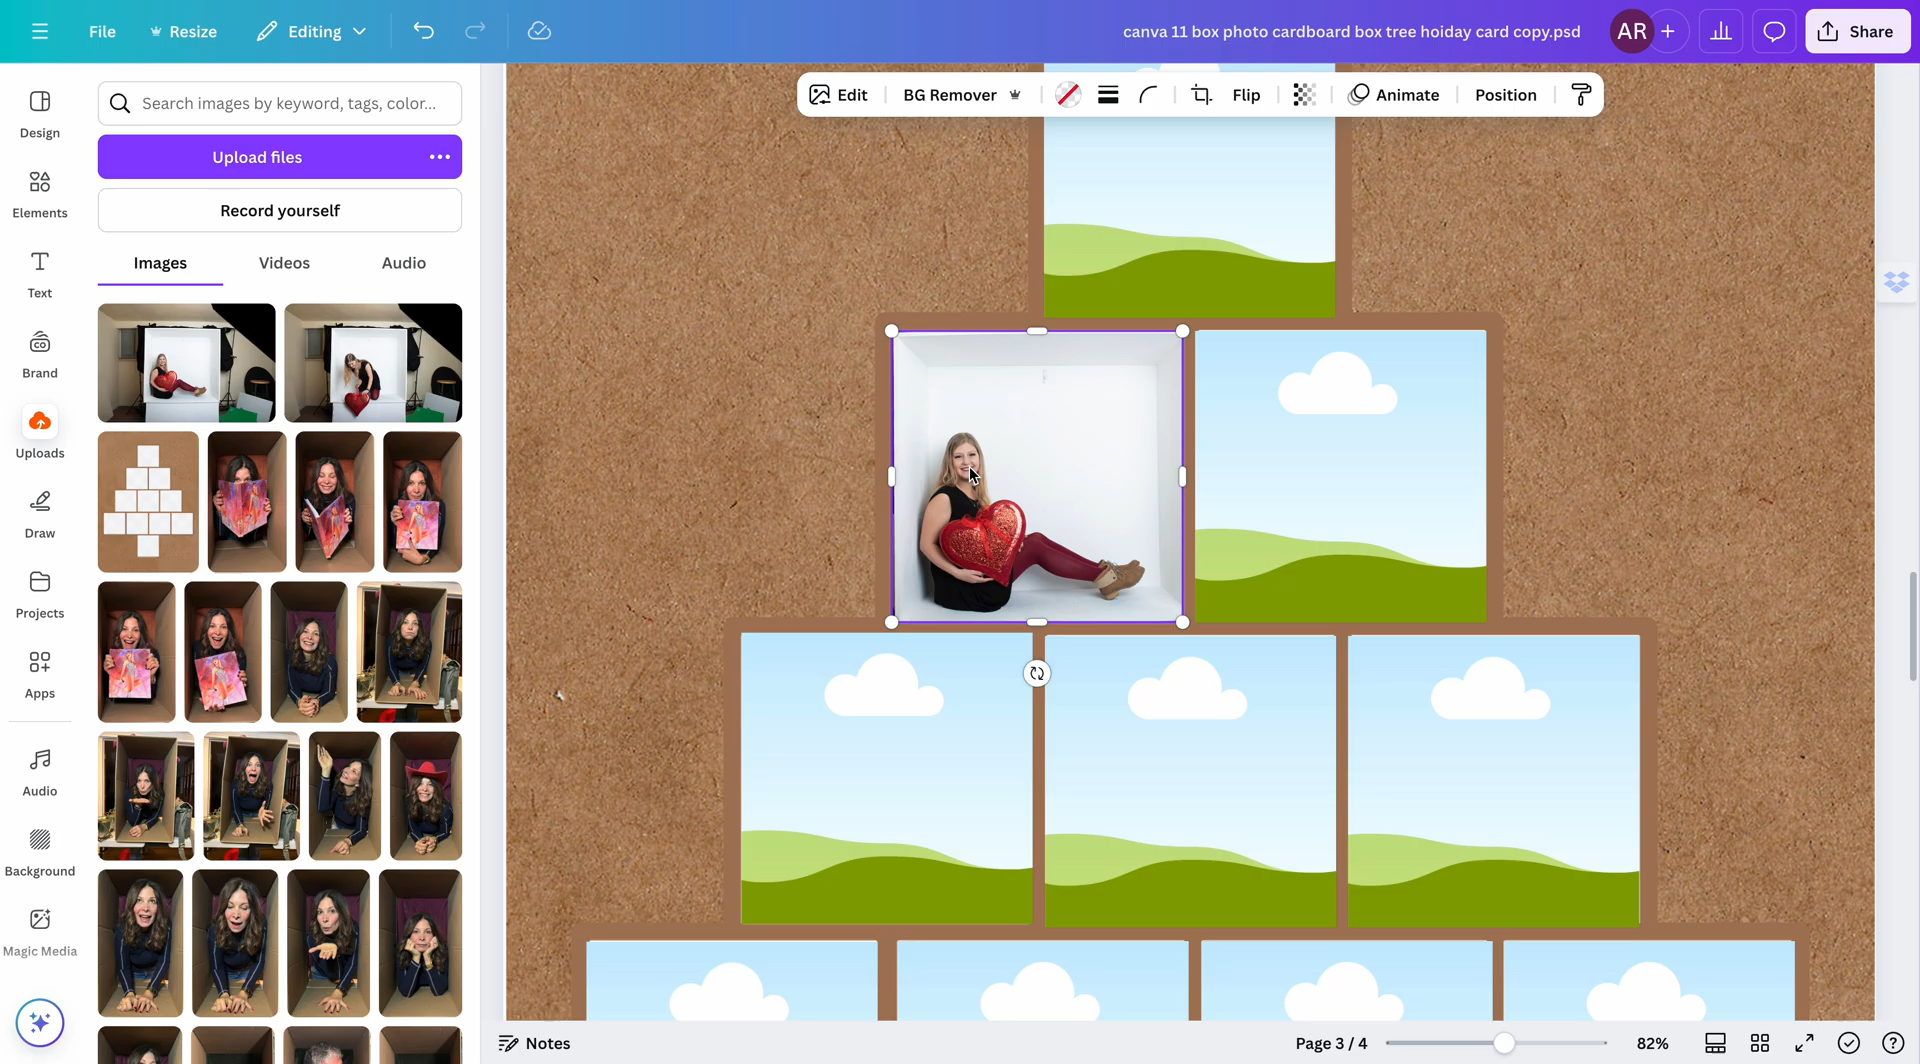 File
Resize
Editing
canva 11 box photo cardboard box tree hoiday card copy.psd
AR
Share
Search images by keyword, tags, color...
Upload files
Record yourself
Images
Videos
Audio
Design
Elements
Text
Brand
Uploads
Draw
Projects
Apps
Audio
Background
Magic Media
Edit
BG Remover
Flip
Animate
Position
Notes
Page 3 / 4
82%